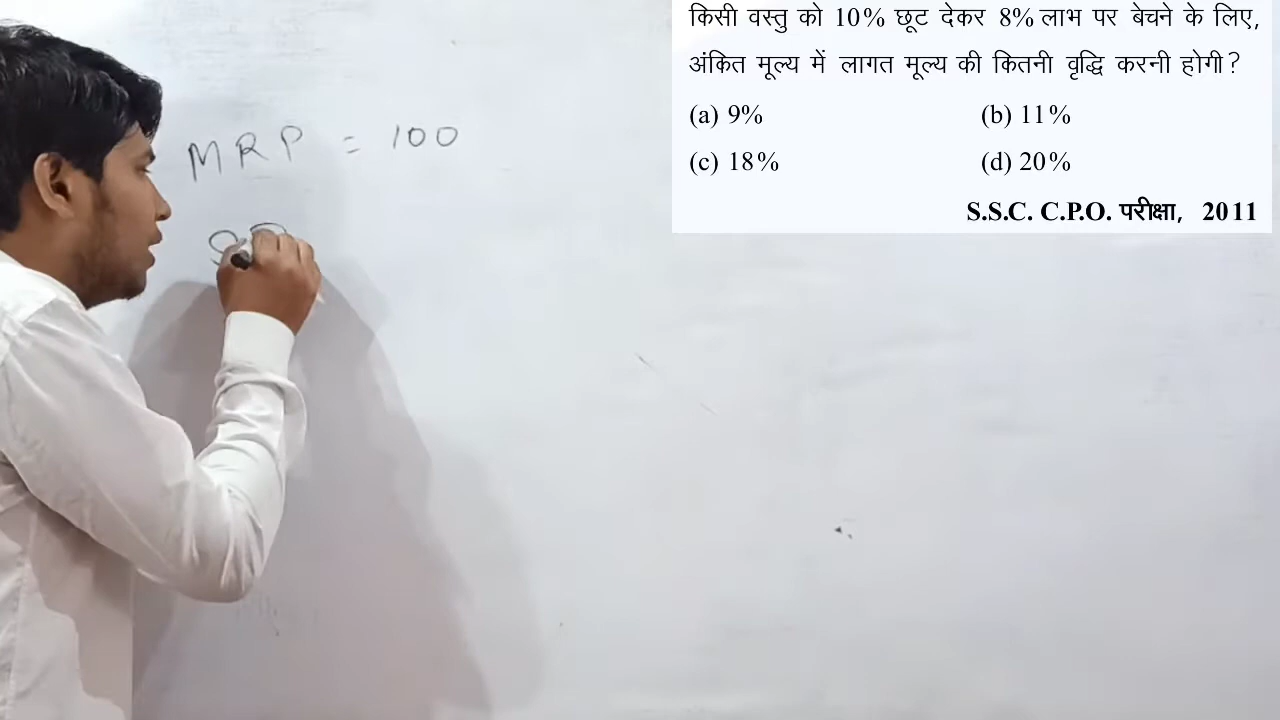 किसी वस्तु को 10% छूट देकर 8% लाभ पर बेचने के लिए,
अंकित मूल्य में लागत मूल्य की कितनी वृद्धि करनी होगी?
(a) 9% (b) 11%
(c) 18% (d) 20%
S.S.C. C.P.O. परीक्षा, 2011
MRP = 100